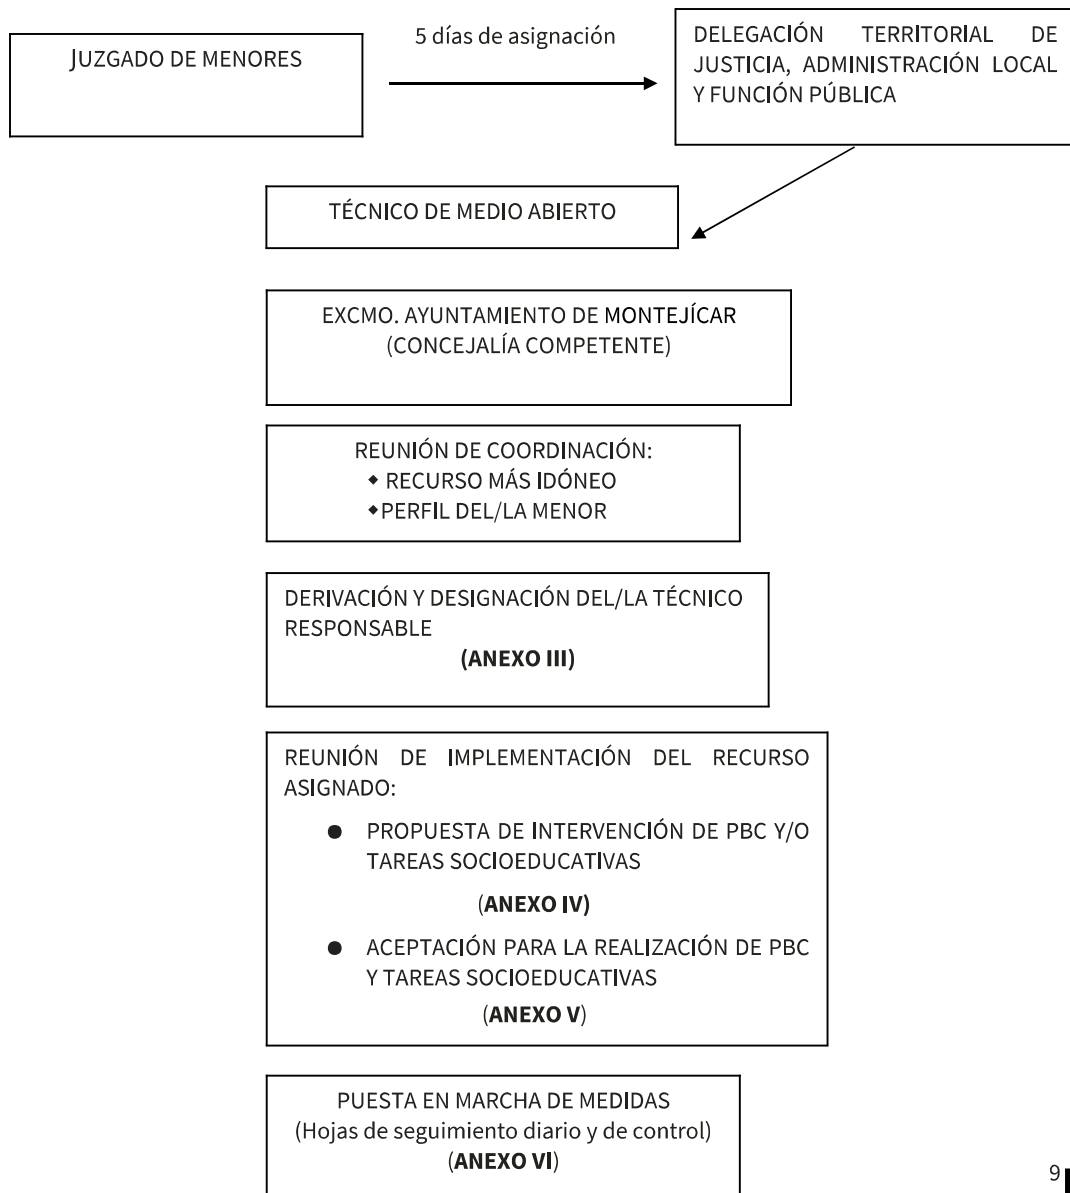 JUZGADO DE MENORES
5 días de asignación
DELEGACIÓN TERRITORIAL DE
JUSTICIA, ADMINISTRACIÓN LOCAL
Y FUNCIÓN PÚBLICA
TÉCNICO DE MEDIO ABIERTO
EXCMO. AYUNTAMIENTO DE MONTEJÍCAR
(CONCEJALÍA COMPETENTE)
REUNIÓN DE COORDINACIÓN:
◆ RECURSO MÁS IDÓNEO
◆PERFIL DEL/LA MENOR
DERIVACIÓN Y DESIGNACIÓN DEL/LA TÉCNICO
RESPONSABLE
(ANEXO III)
REUNIÓN DE IMPLEMENTACIÓN DEL RECURSO
ASIGNADO:
● PROPUESTA DE INTERVENCIÓN DE PBC Y/O
TAREAS SOCIOEDUCATIVAS
(ANEXO IV)
● ACEPTACIÓN PARA LA REALIZACIÓN DE PBC
Y TAREAS SOCIOEDUCATIVAS
(ANEXO V)
PUESTA EN MARCHA DE MEDIDAS
(Hojas de seguimiento diario y de control)
(ANEXO VI)
9